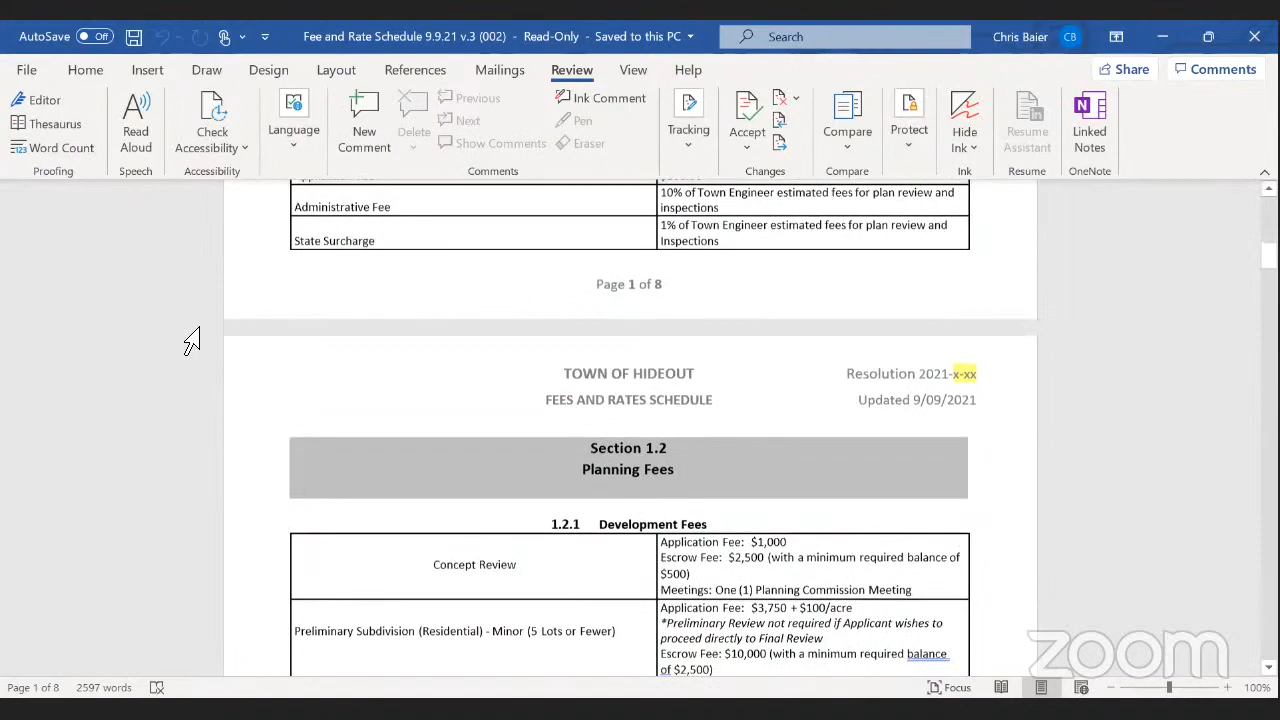 AutoSave Off Fee and Rate Schedule 9.9.21 v.3 (002) - Read-Only - Saved to this PC Search Chris Baier CB
File Home Insert Draw Design Layout References Mailings Review View Help Share Comments
Editor
Thesaurus
Word Count
Proofing
Read Aloud
Speech
Check Accessibility
Accessibility
Language
New Comment
Delete
Previous
Next
Show Comments
Comments
Ink Comment
Pen
Eraser
Tracking
Accept
Changes
Compare
Compare
Protect
Hide Ink
Ink
Resume Assistant
Resume
Linked Notes
OneNote
Administrative Fee
10% of Town Engineer estimated fees for plan review and
inspections
State Surcharge
1% of Town Engineer estimated fees for plan review and
Inspections
Page 1 of 8
TOWN OF HIDEOUT Resolution 2021-x-xx
FEES AND RATES SCHEDULE Updated 9/09/2021
Section 1.2
Planning Fees
1.2.1 Development Fees
Concept Review
Application Fee: $1,000
Escrow Fee: $2,500 (with a minimum required balance of
$500)
Meetings: One (1) Planning Commission Meeting
Preliminary Subdivision (Residential) - Minor (5 Lots or Fewer)
Application Fee: $3,750 + $100/acre
*Preliminary Review not required if Applicant wishes to
proceed directly to Final Review
Escrow Fee: $10,000 (with a minimum required balance
of $2,500)
zoom
Page 1 of 8 2597 words Focus 100%